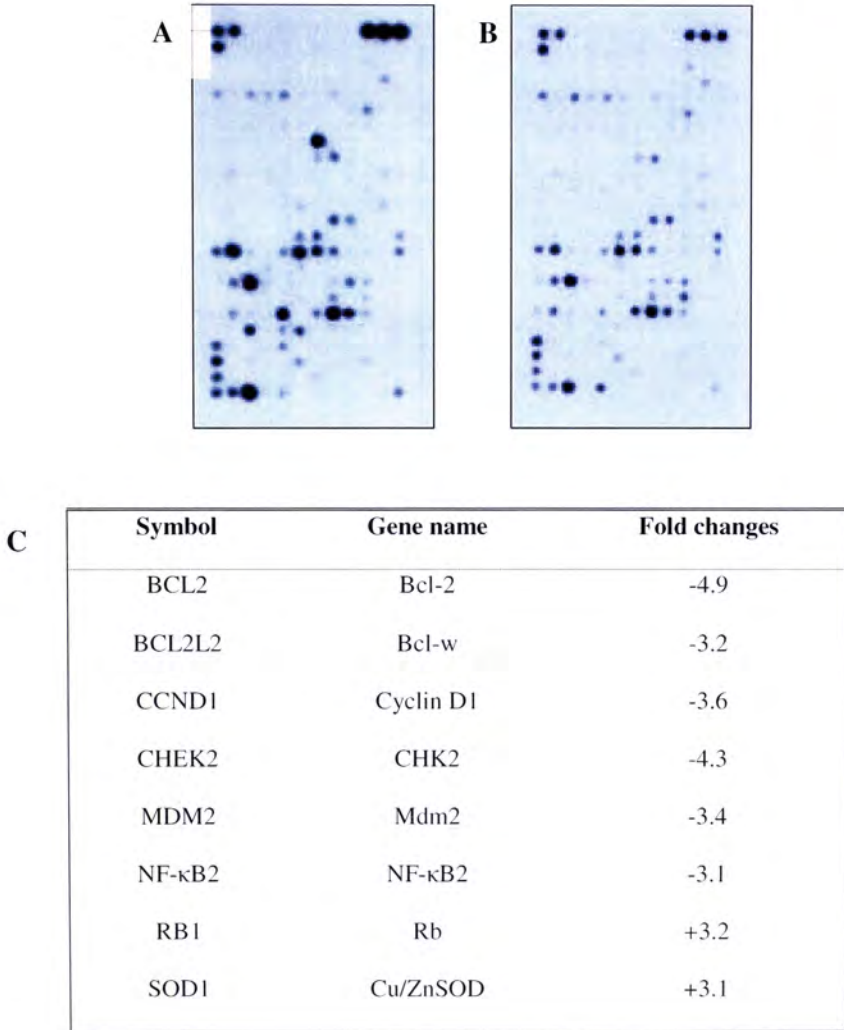 A B
C
Symbol Gene name Fold changes
BCL2 Bcl-2 -4.9
BCL2L2 Bcl-w -3.2
CCND1 Cyclin D1 -3.6
CHEK2 CHK2 -4.3
MDM2 Mdm2 -3.4
NF-κB2 NF-κB2 -3.1
RB1 Rb +3.2
SOD1 Cu/ZnSOD +3.1